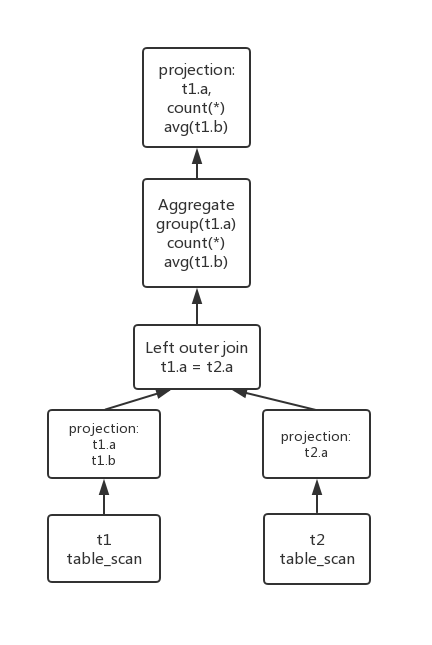 projection:
t1.a,
count(*)
avg(t1.b)
Aggregate
group(t1.a)
count(*)
avg(t1.b)
Left outer join
t1.a = t2.a
projection:
t1.a
t1.b
projection:
t2.a
t1
table_scan
t2
table_scan